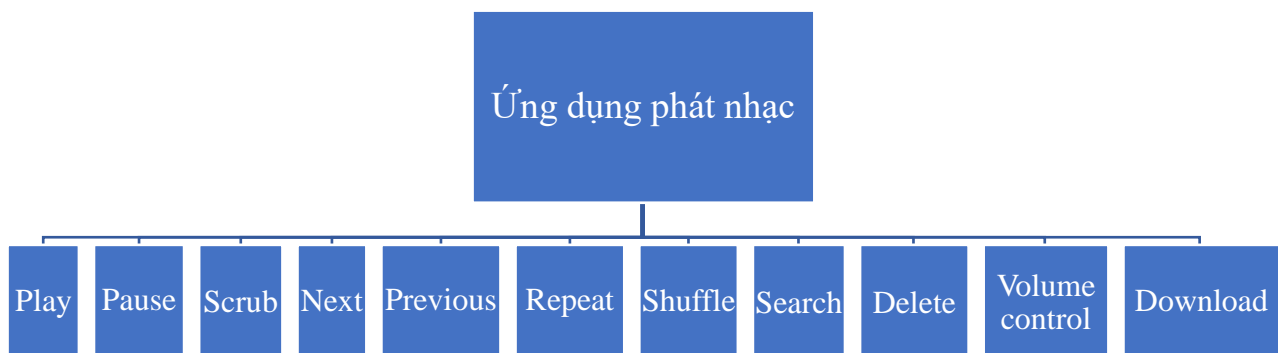 Ứng dụng phát nhạc
Play
Pause
Scrub
Next
Previous
Repeat
Shuffle
Search
Delete
Volume
control
Download